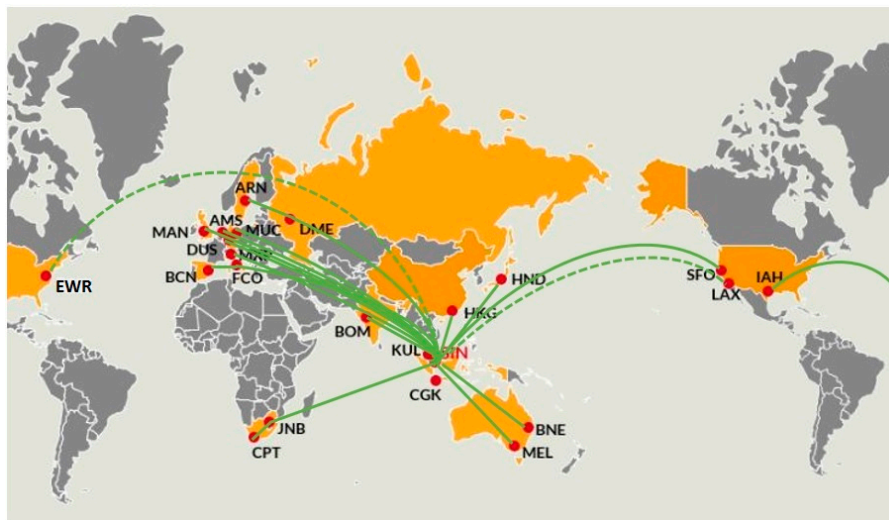 ARN
MAN
AMS
MUC
DME
DUS
BCN
FCO
EWR
BOM
HND
HKG
KUL
SIN
CGK
JNB
CPT
BNE
MEL
SFO
LAX
IAH